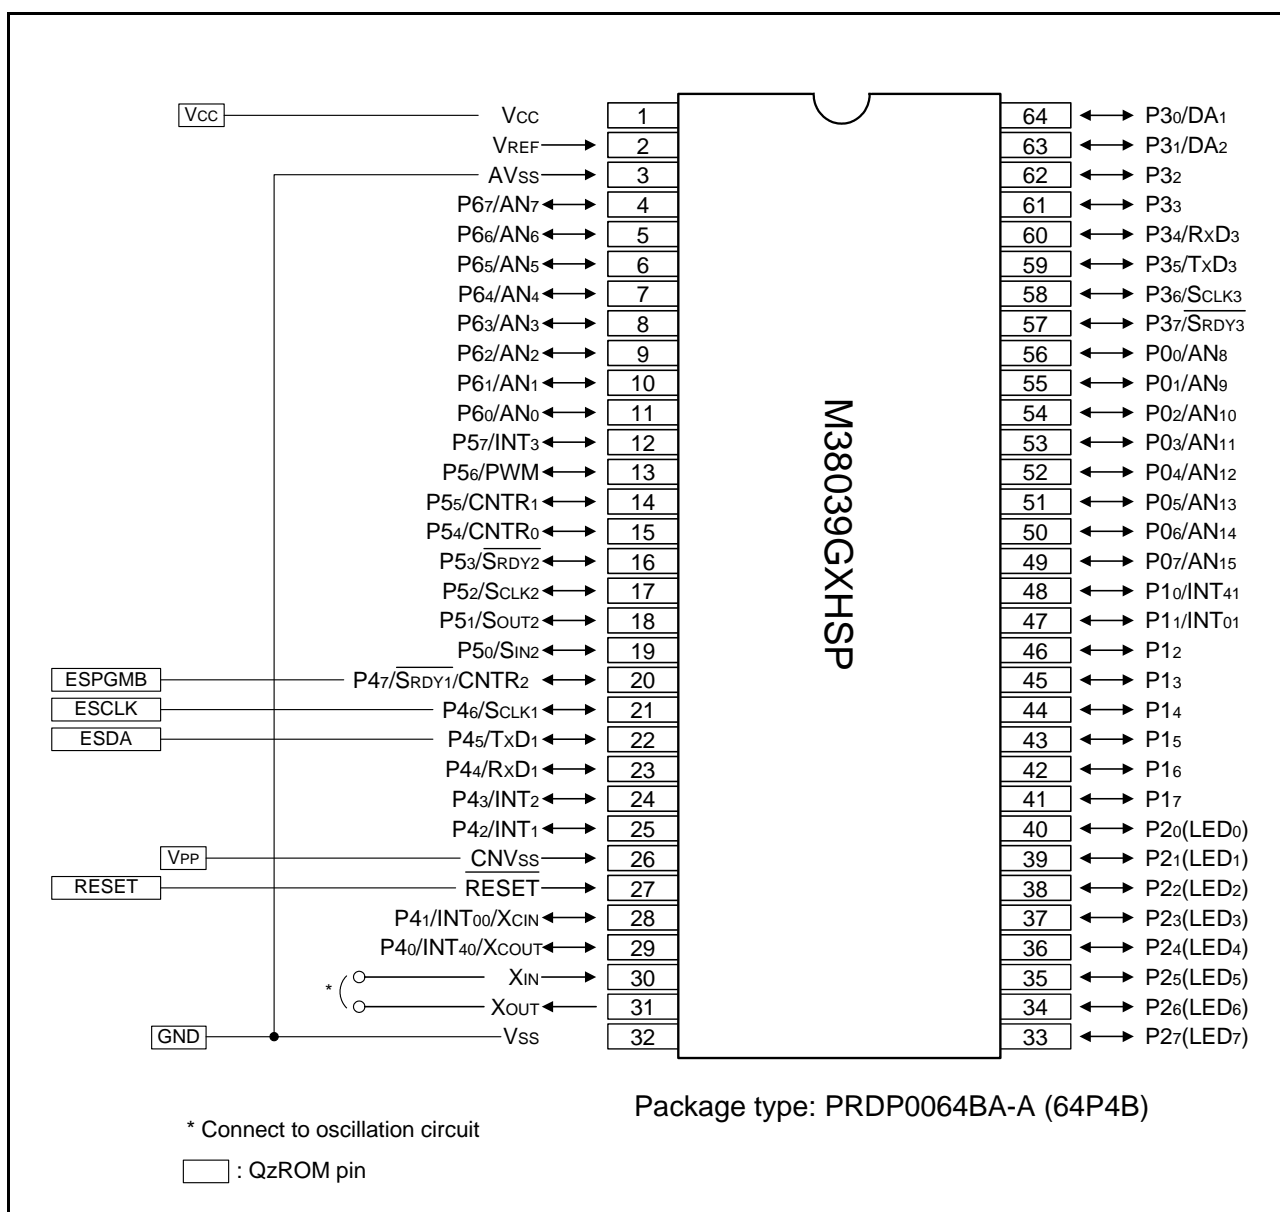 VCC VCC 1 64 P30/DA1
VREF 2 63 P31/DA2
AVSS 3 62 P32
P67/AN7 4 61 P33
P66/AN6 5 60 P34/RXD3
P65/AN5 6 59 P35/TXD3
P64/AN4 7 58 P36/SCLK3
P63/AN3 8 57 P37/SRDY3
P62/AN2 9 56 P00/AN8
P61/AN1 10 55 P01/AN9
P60/AN0 11 54 P02/AN10
P57/INT3 12 53 P03/AN11
P56/PWM 13 52 P04/AN12
P55/CNTR1 14 51 P05/AN13
P54/CNTR0 15 50 P06/AN14
P53/SRDY2 16 49 P07/AN15
P52/SCLK2 17 48 P10/INT41
P51/SOUT2 18 47 P11/INT01
P50/SIN2 19 46 P12
ESPGMB P47/SRDY1/CNTR2 20 45 P13
ESCLK P46/SCLK1 21 44 P14
ESDA P45/TXD1 22 43 P15
P44/RXD1 23 42 P16
P43/INT2 24 41 P17
P42/INT1 25 40 P20(LED0)
VPP CNVSS 26 39 P21(LED1)
RESET RESET 27 38 P22(LED2)
P41/INT00/XCIN 28 37 P23(LED3)
P40/INT40/XCOUT 29 36 P24(LED4)
* XIN 30 35 P25(LED5)
XOUT 31 34 P26(LED6)
GND VSS 32 33 P27(LED7)
M38039GXHSP
Package type: PRDP0064BA-A (64P4B)
* Connect to oscillation circuit
: QzROM pin